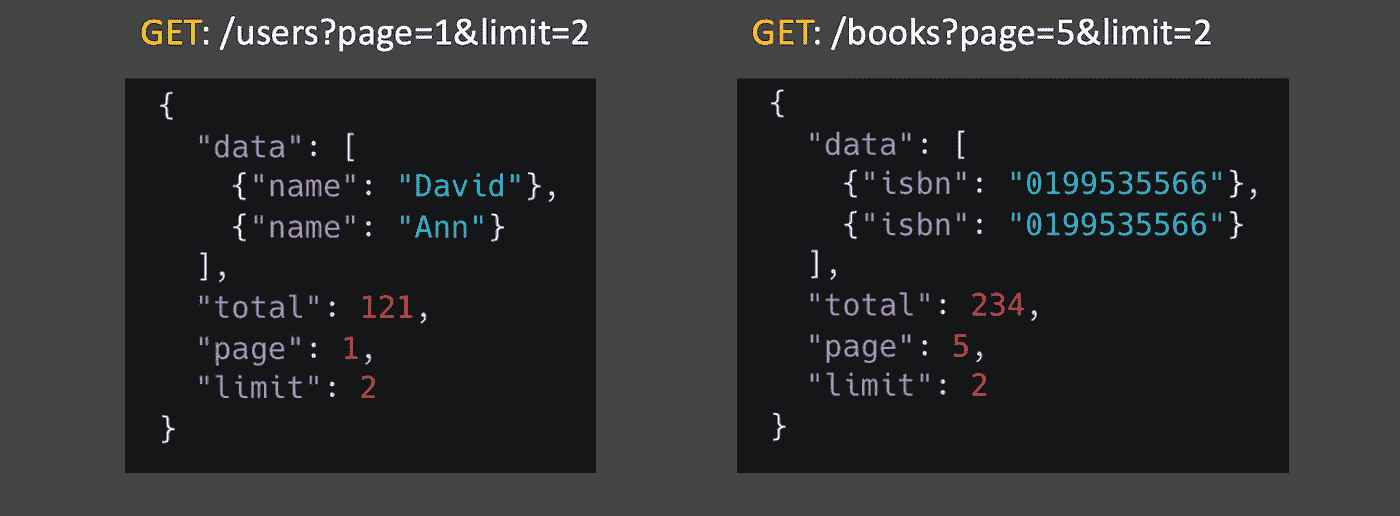 GET: /users?page=1&limit=2
{
"data": [
{"name": "David"},
{"name": "Ann"}
],
"total": 121,
"page": 1,
"limit": 2
}
GET: /books?page=5&limit=2
{
"data": [
{"isbn": "0199535566"},
{"isbn": "0199535566"}
],
"total": 234,
"page": 5,
"limit": 2
}